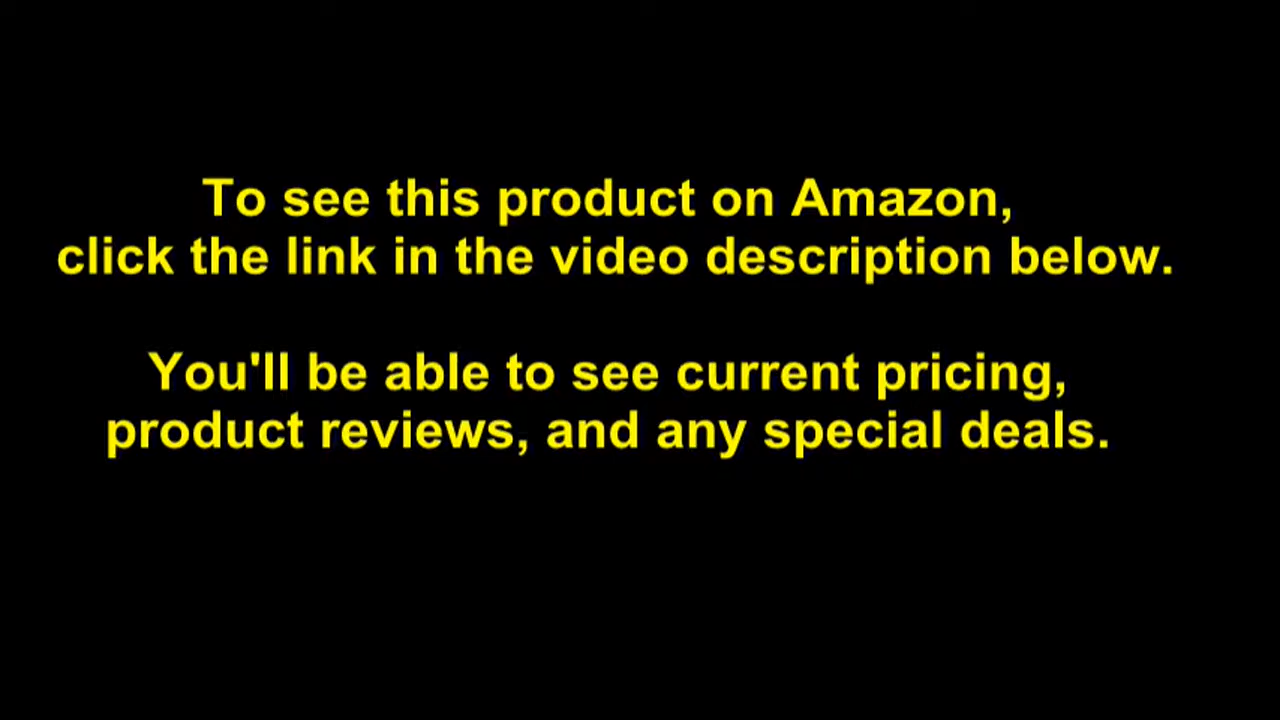 To see this product on Amazon,
click the link in the video description below.
You'll be able to see current pricing,
product reviews, and any special deals.